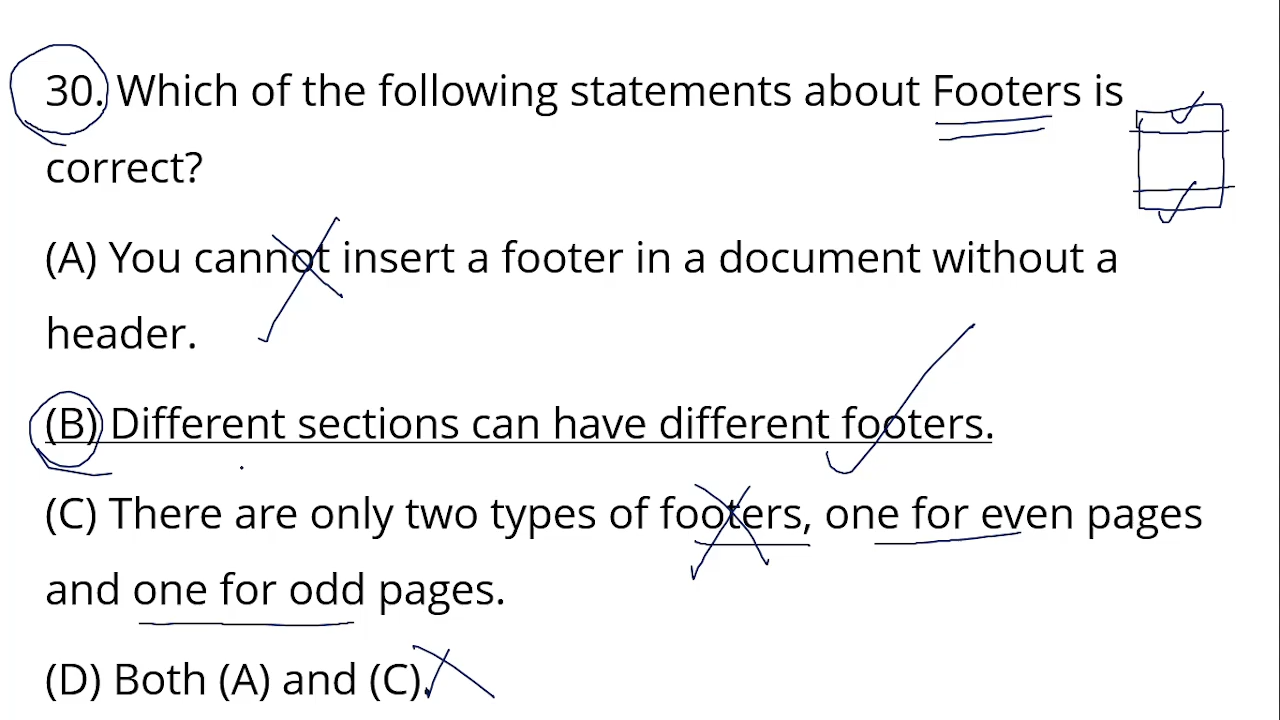 30. Which of the following statements about Footers is
correct?
(A) You cannot insert a footer in a document without a
header.
(B) Different sections can have different footers.
(C) There are only two types of footers, one for even pages
and one for odd pages.
(D) Both (A) and (C).